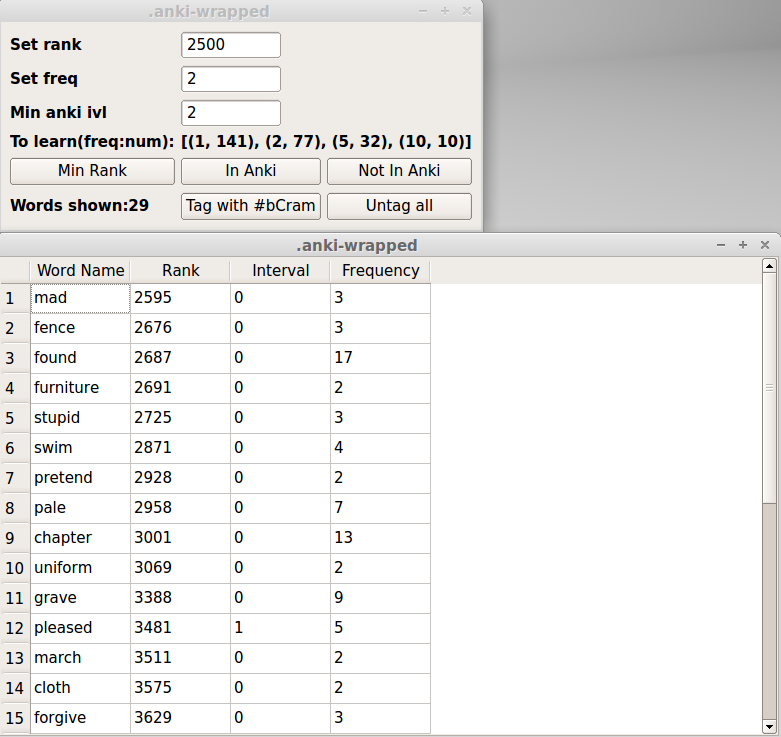 .anki-wrapped
Set rank 2500
Set freq 2
Min anki ivl 2
To learn(freq:num): [(1, 141), (2, 77), (5, 32), (10, 10)]
Min Rank In Anki Not In Anki
Words shown:29 Tag with #bCram Untag all
.anki-wrapped
Word Name Rank Interval Frequency
1 mad 2595 0 3
2 fence 2676 0 3
3 found 2687 0 17
4 furniture 2691 0 2
5 stupid 2725 0 3
6 swim 2871 0 4
7 pretend 2928 0 2
8 pale 2958 0 7
9 chapter 3001 0 13
10 uniform 3069 0 2
11 grave 3388 0 9
12 pleased 3481 1 5
13 march 3511 0 2
14 cloth 3575 0 2
15 forgive 3629 0 3